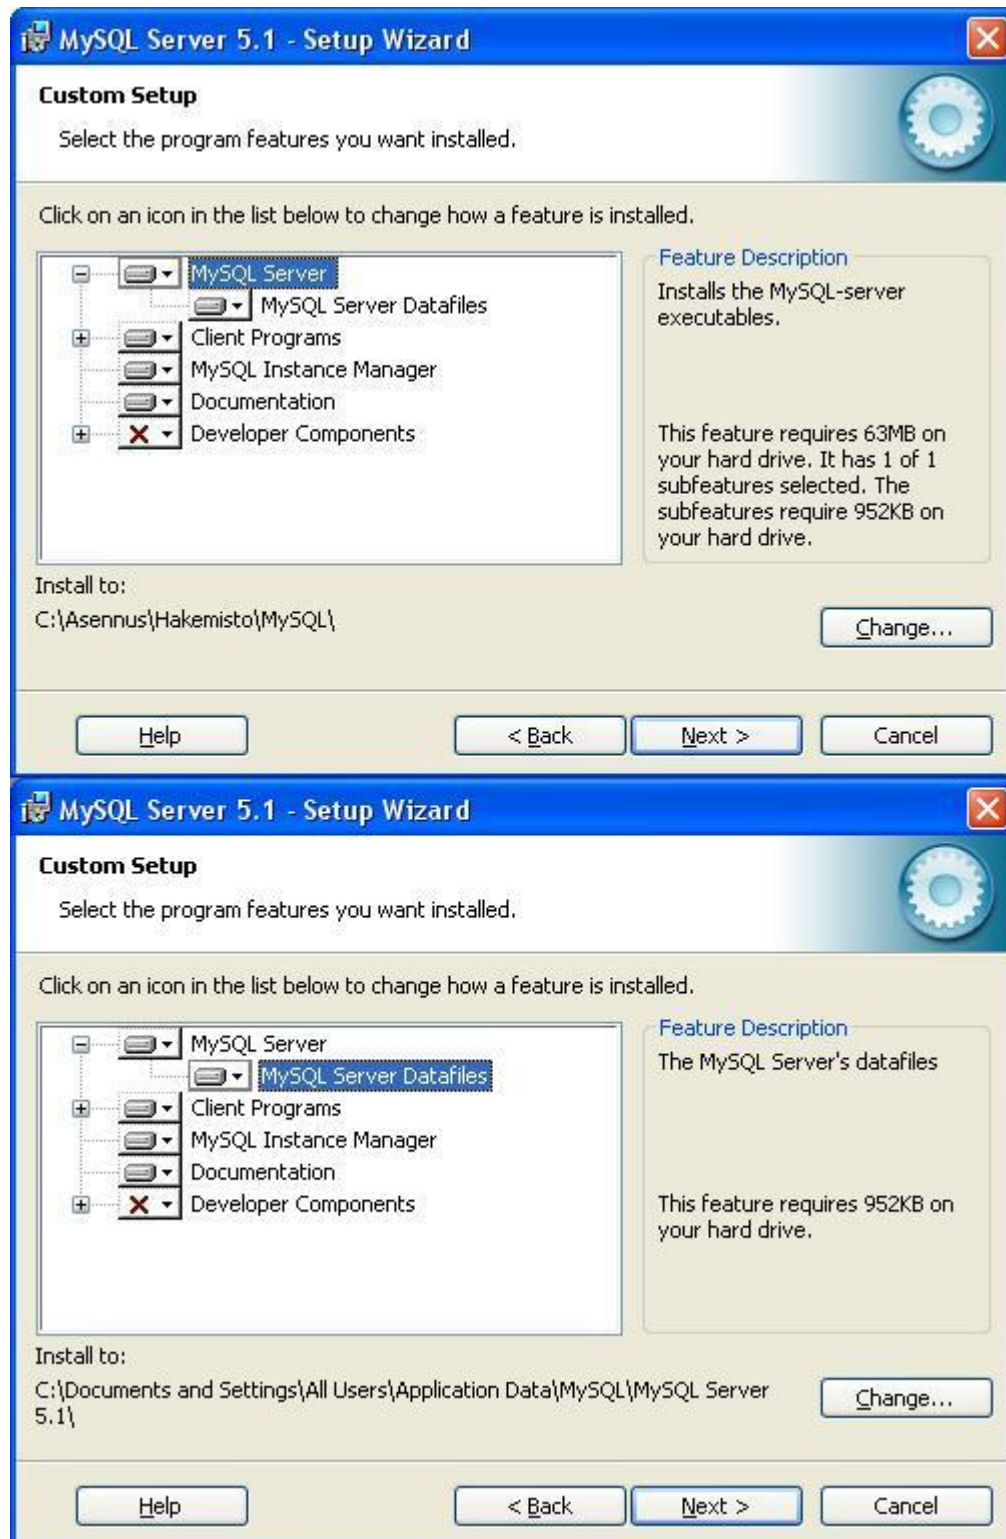 MySQL Server 5.1 - Setup Wizard
Custom Setup
Select the program features you want installed.
Click on an icon in the list below to change how a feature is installed.
MySQL Server
MySQL Server Datafiles
Client Programs
MySQL Instance Manager
Documentation
Developer Components
Feature Description
Installs the MySQL-server
executables.
This feature requires 63MB on
your hard drive. It has 1 of 1
subfeatures selected. The
subfeatures require 952KB on
your hard drive.
Install to:
C:\Asennus\Hakemisto\MySQL\
Change...
Help
< Back
Next >
Cancel
MySQL Server 5.1 - Setup Wizard
Custom Setup
Select the program features you want installed.
Click on an icon in the list below to change how a feature is installed.
MySQL Server
MySQL Server Datafiles
Client Programs
MySQL Instance Manager
Documentation
Developer Components
Feature Description
The MySQL Server's datafiles
This feature requires 952KB on
your hard drive.
Install to:
C:\Documents and Settings\All Users\Application Data\MySQL\MySQL Server
5.1\
Change...
Help
< Back
Next >
Cancel